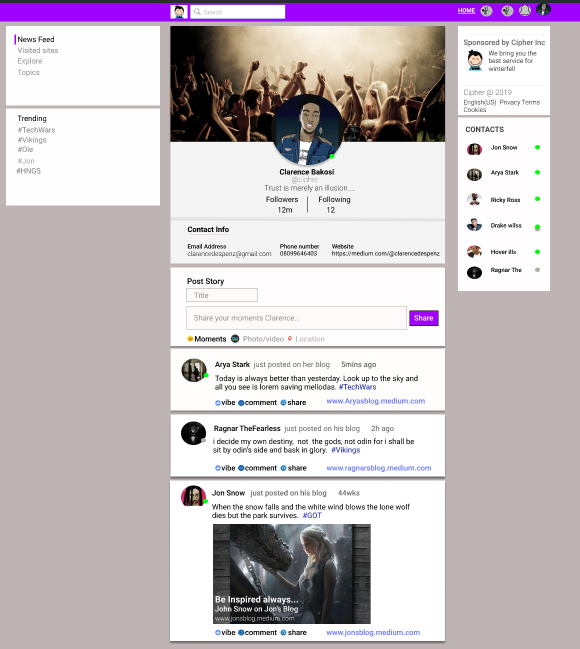 Search
HOME
News Feed
Visited sites
Explore
Topics
Trending
#TechWars
#Vikings
#Ole
#Jon
#HNG5
Clarence Bakosi
@cipher
Trust is merely an illusion....
Followers
Following
12m
12
Contact Info
Email Address
Phone number
Website
clarencedespenz@gmail.com
08099646403
https://medium.com/@clarencedespenz
Post Story
Title
Share your moments Clarence...
Share
Moments
Photo/video
Location
Arya Stark just posted on her blog 5mins ago
Today is always better than yesterday. Look up to the sky and
all you see is lorem saving meliodas. #TechWars
vibe comment share www.Aryasblog.medium.com
Ragnar TheFearless just posted on his blog 2h ago
i decide my own destiny, not the gods, not odin for i shall be
sit by odin's side and bask in glory. #Vikings
vibe comment share www.ragnarsblog.medium.com
Jon Snow just posted on his blog 44wks
When the snow falls and the white wind blows the lone wolf
dies but the park survives. #GOT
Be Inspired always...
John Snow on Jon's Blog
www.jonsblog.medium.com
vibe comment share www.jonsblog.medium.com
Sponsored by Cipher Inc
We bring you the
best service for
winterfell
Cipher @ 2019
English(US) Privacy Terms
Cookies
CONTACTS
Jon Snow
Arya Stark
Ricky Ross
Drake wilss
Hover ills
Ragnar The